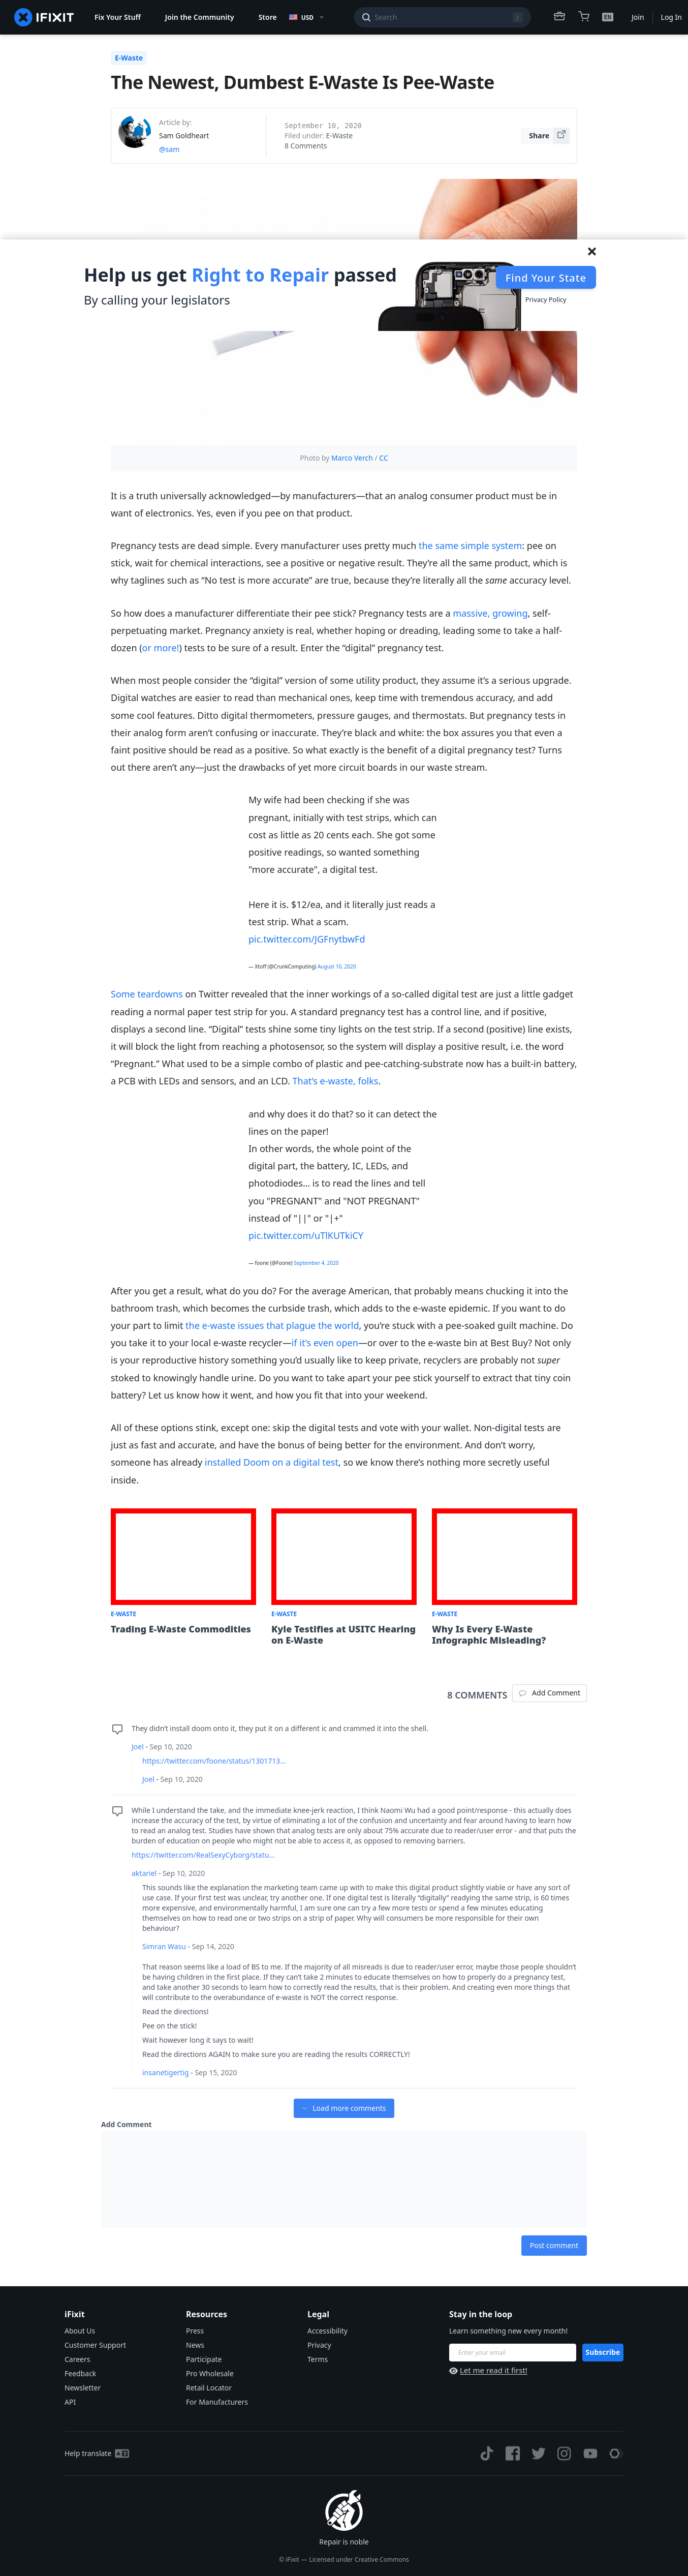 IFIXIT
Fix Your Stuff
Join the Community
Store
USD
Search
/
EN
Join
Log In
E-Waste
The Newest, Dumbest E-Waste Is Pee-Waste
Article by:
Sam Goldheart
@sam
September 10, 2020
Filed under: E-Waste
8 Comments
Share
Help us get Right to Repair passed
By calling your legislators
Find Your State
Privacy Policy
Photo by Marco Verch / CC
It is a truth universally acknowledged—by manufacturers—that an analog consumer product must be in
want of electronics. Yes, even if you pee on that product.
Pregnancy tests are dead simple. Every manufacturer uses pretty much the same simple system: pee on
stick, wait for chemical interactions, see a positive or negative result. They’re all the same product, which is
why taglines such as “No test is more accurate” are true, because they’re literally all the same accuracy level.
So how does a manufacturer differentiate their pee stick? Pregnancy tests are a massive, growing, self-
perpetuating market. Pregnancy anxiety is real, whether hoping or dreading, leading some to take a half-
dozen (or more!) tests to be sure of a result. Enter the “digital” pregnancy test.
When most people consider the “digital” version of some utility product, they assume it’s a serious upgrade.
Digital watches are easier to read than mechanical ones, keep time with tremendous accuracy, and add
some cool features. Ditto digital thermometers, pressure gauges, and thermostats. But pregnancy tests in
their analog form aren’t confusing or inaccurate. They’re black and white: the box assures you that even a
faint positive should be read as a positive. So what exactly is the benefit of a digital pregnancy test? Turns
out there aren’t any—just the drawbacks of yet more circuit boards in our waste stream.
My wife had been checking if she was
pregnant, initially with test strips, which can
cost as little as 20 cents each. She got some
positive readings, so wanted something
"more accurate", a digital test.
Here it is. $12/ea, and it literally just reads a
test strip. What a scam.
pic.twitter.com/JGFnytbwFd
— Xtoff (@CrunkComputing) August 10, 2020
Some teardowns on Twitter revealed that the inner workings of a so-called digital test are just a little gadget
reading a normal paper test strip for you. A standard pregnancy test has a control line, and if positive,
displays a second line. “Digital” tests shine some tiny lights on the test strip. If a second (positive) line exists,
it will block the light from reaching a photosensor, so the system will display a positive result, i.e. the word
“Pregnant.” What used to be a simple combo of plastic and pee-catching-substrate now has a built-in battery,
a PCB with LEDs and sensors, and an LCD. That’s e-waste, folks.
and why does it do that? so it can detect the
lines on the paper!
In other words, the whole point of the
digital part, the battery, IC, LEDs, and
photodiodes... is to read the lines and tell
you "PREGNANT" and "NOT PREGNANT"
instead of "||" or "|+"
pic.twitter.com/uTlKUTkiCY
— foone (@Foone) September 4, 2020
After you get a result, what do you do? For the average American, that probably means chucking it into the
bathroom trash, which becomes the curbside trash, which adds to the e-waste epidemic. If you want to do
your part to limit the e-waste issues that plague the world, you’re stuck with a pee-soaked guilt machine. Do
you take it to your local e-waste recycler—if it’s even open—or over to the e-waste bin at Best Buy? Not only
is your reproductive history something you’d usually like to keep private, recyclers are probably not super
stoked to knowingly handle urine. Do you want to take apart your pee stick yourself to extract that tiny coin
battery? Let us know how it went, and how you fit that into your weekend.
All of these options stink, except one: skip the digital tests and vote with your wallet. Non-digital tests are
just as fast and accurate, and have the bonus of being better for the environment. And don’t worry,
someone has already installed Doom on a digital test, so we know there’s nothing more secretly useful
inside.
E-WASTE
Trading E-Waste Commodities
E-WASTE
Kyle Testifies at USITC Hearing
on E-Waste
E-WASTE
Why Is Every E-Waste
Infographic Misleading?
8 COMMENTS
Add Comment
They didn’t install doom onto it, they put it on a different ic and crammed it into the shell.
Joel - Sep 10, 2020
https://twitter.com/foone/status/1301713...
Joel - Sep 10, 2020
While I understand the take, and the immediate knee-jerk reaction, I think Naomi Wu had a good point/response - this actually does
increase the accuracy of the test, by virtue of eliminating a lot of the confusion and uncertainty and fear around having to learn how
to read an analog test. Studies have shown that analog tests are only about 75% accurate due to reader/user error - and that puts the
burden of education on people who might not be able to access it, as opposed to removing barriers.
https://twitter.com/RealSexyCyborg/statu...
aktariel - Sep 10, 2020
This sounds like the explanation the marketing team came up with to make this digital product slightly viable or have any sort of
use case. If your first test was unclear, try another one. If one digital test is literally “digitally” readying the same strip, is 60 times
more expensive, and environmentally harmful, I am sure one can try a few more tests or spend a few minutes educating
themselves on how to read one or two strips on a strip of paper. Why will consumers be more responsible for their own
behaviour?
Simran Wasu - Sep 14, 2020
That reason seems like a load of BS to me. If the majority of all misreads is due to reader/user error, maybe those people shouldn’t
be having children in the first place. If they can’t take 2 minutes to educate themselves on how to properly do a pregnancy test,
and take another 30 seconds to learn how to correctly read the results, that is their problem. And creating even more things that
will contribute to the overabundance of e-waste is NOT the correct response.
Read the directions!
Pee on the stick!
Wait however long it says to wait!
Read the directions AGAIN to make sure you are reading the results CORRECTLY!
insanetigertig - Sep 15, 2020
Load more comments
Add Comment
Post comment
iFixit
About Us
Customer Support
Careers
Feedback
Newsletter
API
Resources
Press
News
Participate
Pro Wholesale
Retail Locator
For Manufacturers
Legal
Accessibility
Privacy
Terms
Stay in the loop
Learn something new every month!
Enter your email
Subscribe
Let me read it first!
Help translate
Repair is noble
© iFixit — Licensed under Creative Commons